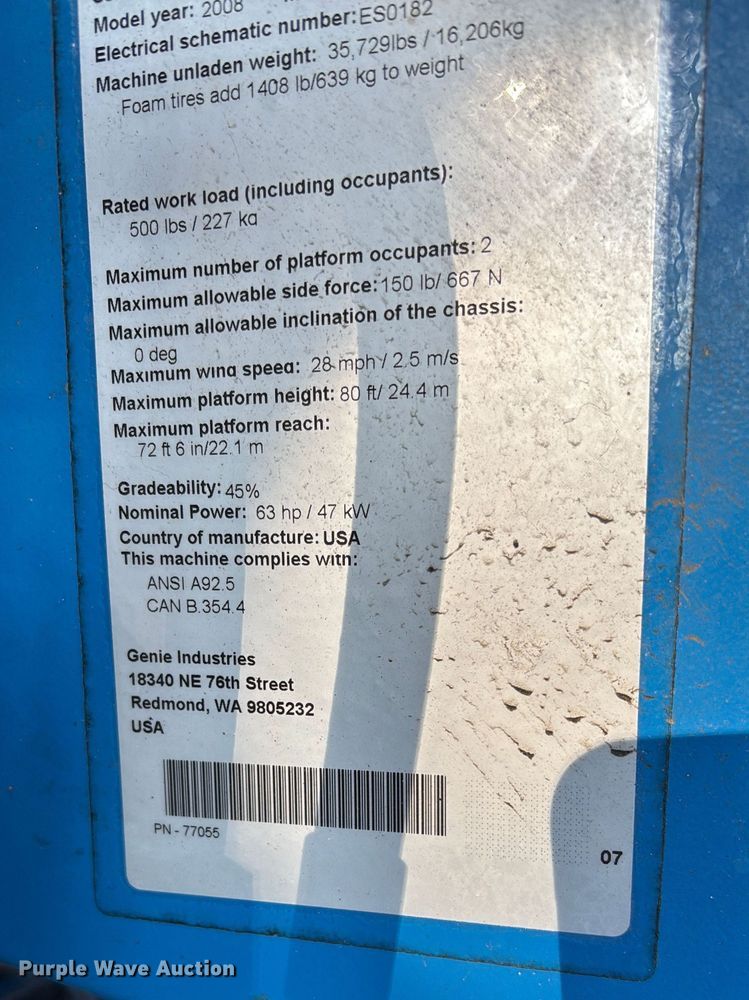 Model year: 2008
Electrical schematic number: ES0182
Machine unladen weight: 35,729lbs / 16,206kg
Foam tires add 1408 lb/639 kg to weight
Rated work load (including occupants):
500 lbs / 227 kg
Maximum number of platform occupants: 2
Maximum allowable side force: 150 lb/ 667 N
Maximum allowable inclination of the chassis:
0 deg
Maximum wind speed: 28 mph / 2.5 m/s
Maximum platform height: 80 ft/ 24.4 m
Maximum platform reach:
72 ft 6 in/22.1 m
Gradeability: 45%
Nominal Power: 63 hp / 47 kW
Country of manufacture: USA
This machine complies with:
ANSI A92.5
CAN B.354.4
Genie Industries
18340 NE 76th Street
Redmond, WA 9805232
USA
PN - 77055
07
Purple Wave Auction